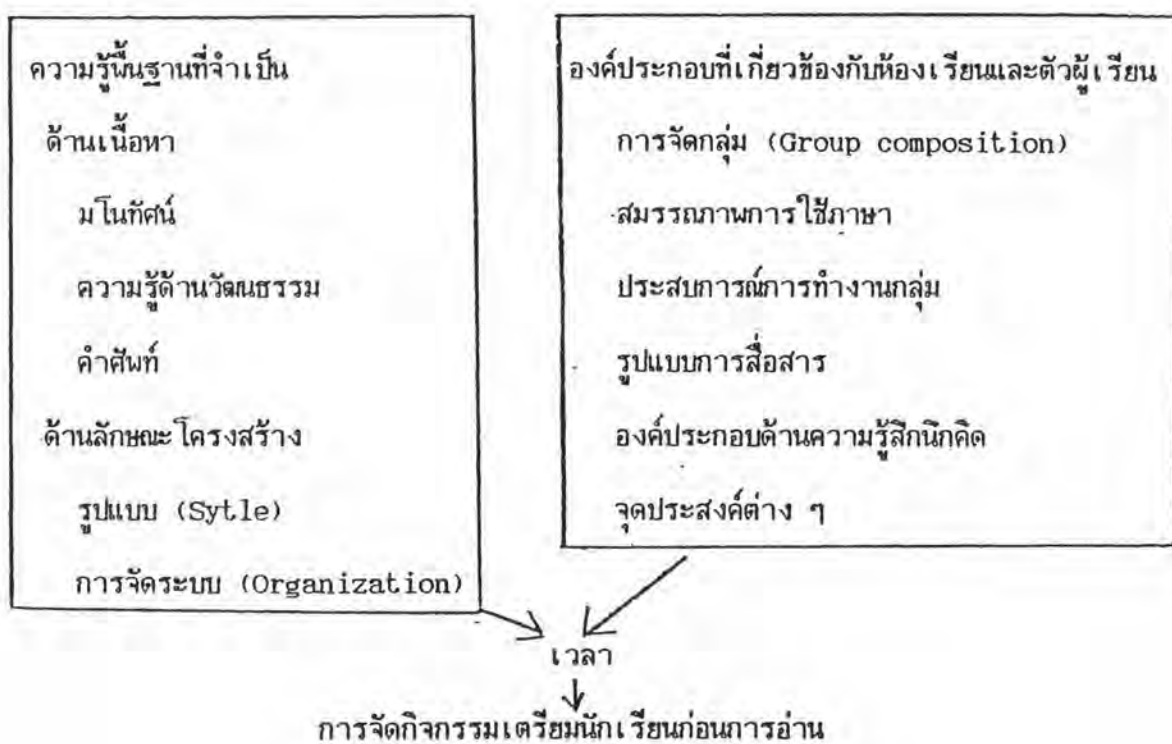 ความรู้พื้นฐานที่จำเป็น
ด้านเนื้อหา
มโนทัศน์
ความรู้ด้านวัฒนธรรม
คำศัพท์
ด้านลักษณะโครงสร้าง
รูปแบบ (Sytle)
การจัดระบบ (Organization)
องค์ประกอบที่เกี่ยวข้องกับห้องเรียนและตัวผู้เรียน
การจัดกลุ่ม (Group composition)
สมรรถภาพการใช้ภาษา
ประสบการณ์การทำงานกลุ่ม
รูปแบบการสื่อสาร
องค์ประกอบด้านความรู้สึกนึกคิด
จุดประสงค์ต่าง ๆ
เวลา
การจัดกิจกรรมเตรียมนักเรียนก่อนการอ่าน